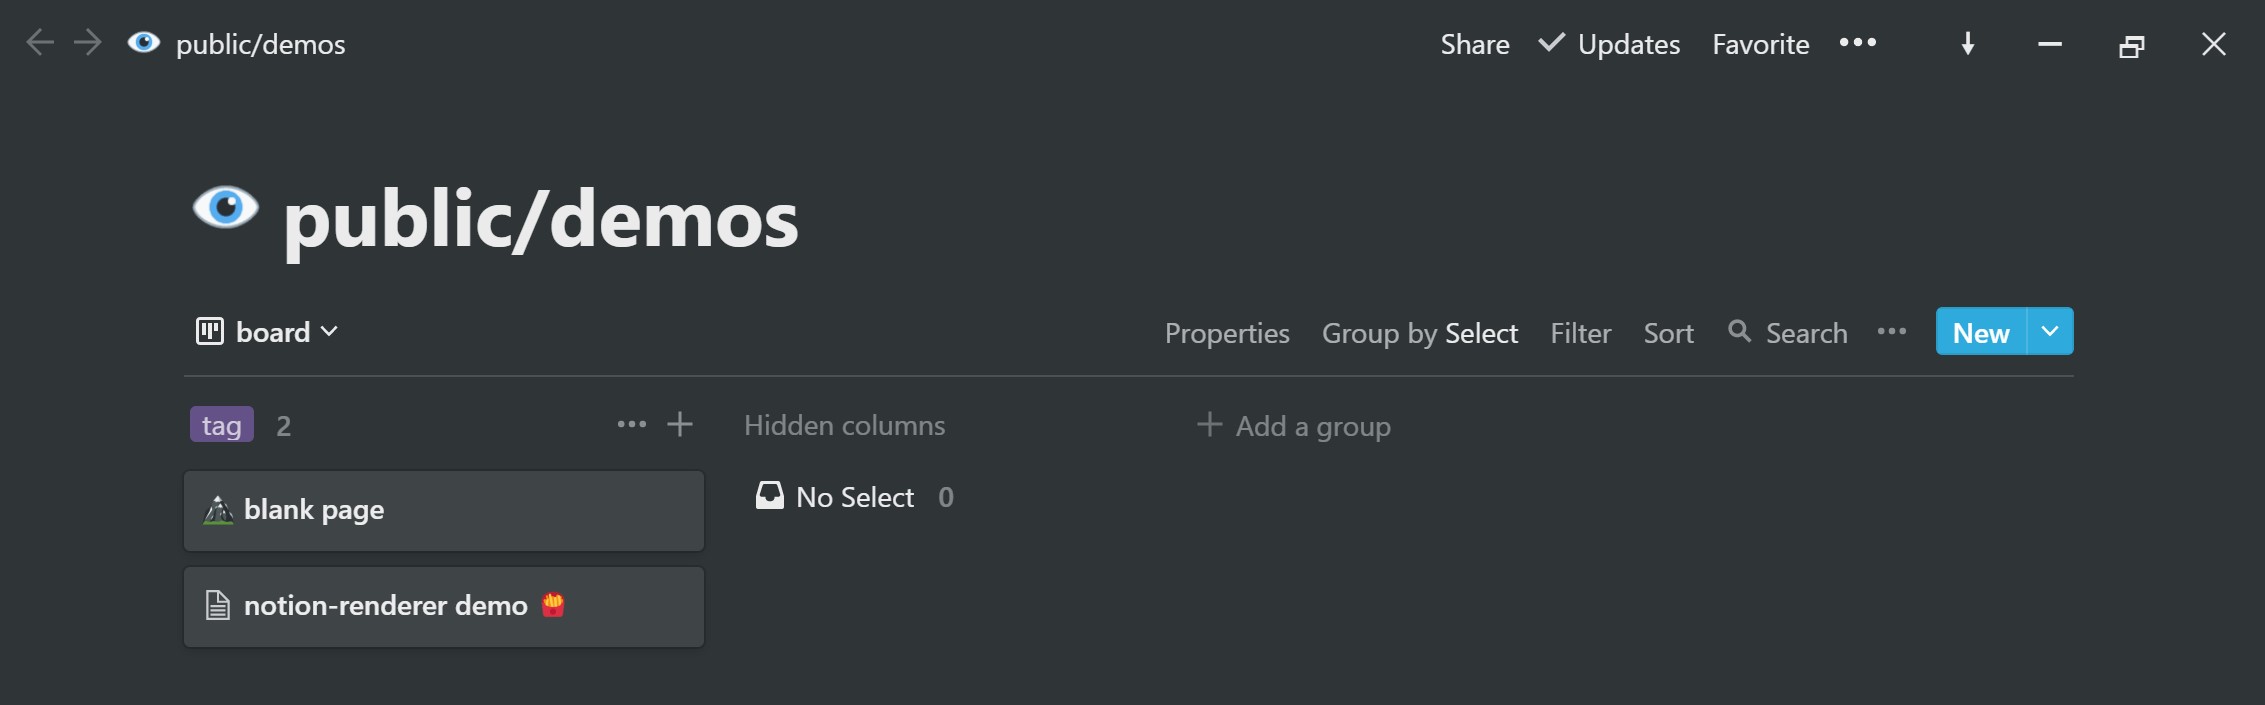 public/demos Share Updates Favorite
public/demos
board Properties Group by Select Filter Sort Search New
tag 2 Hidden columns Add a group
No Select 0
blank page
notion-renderer demo